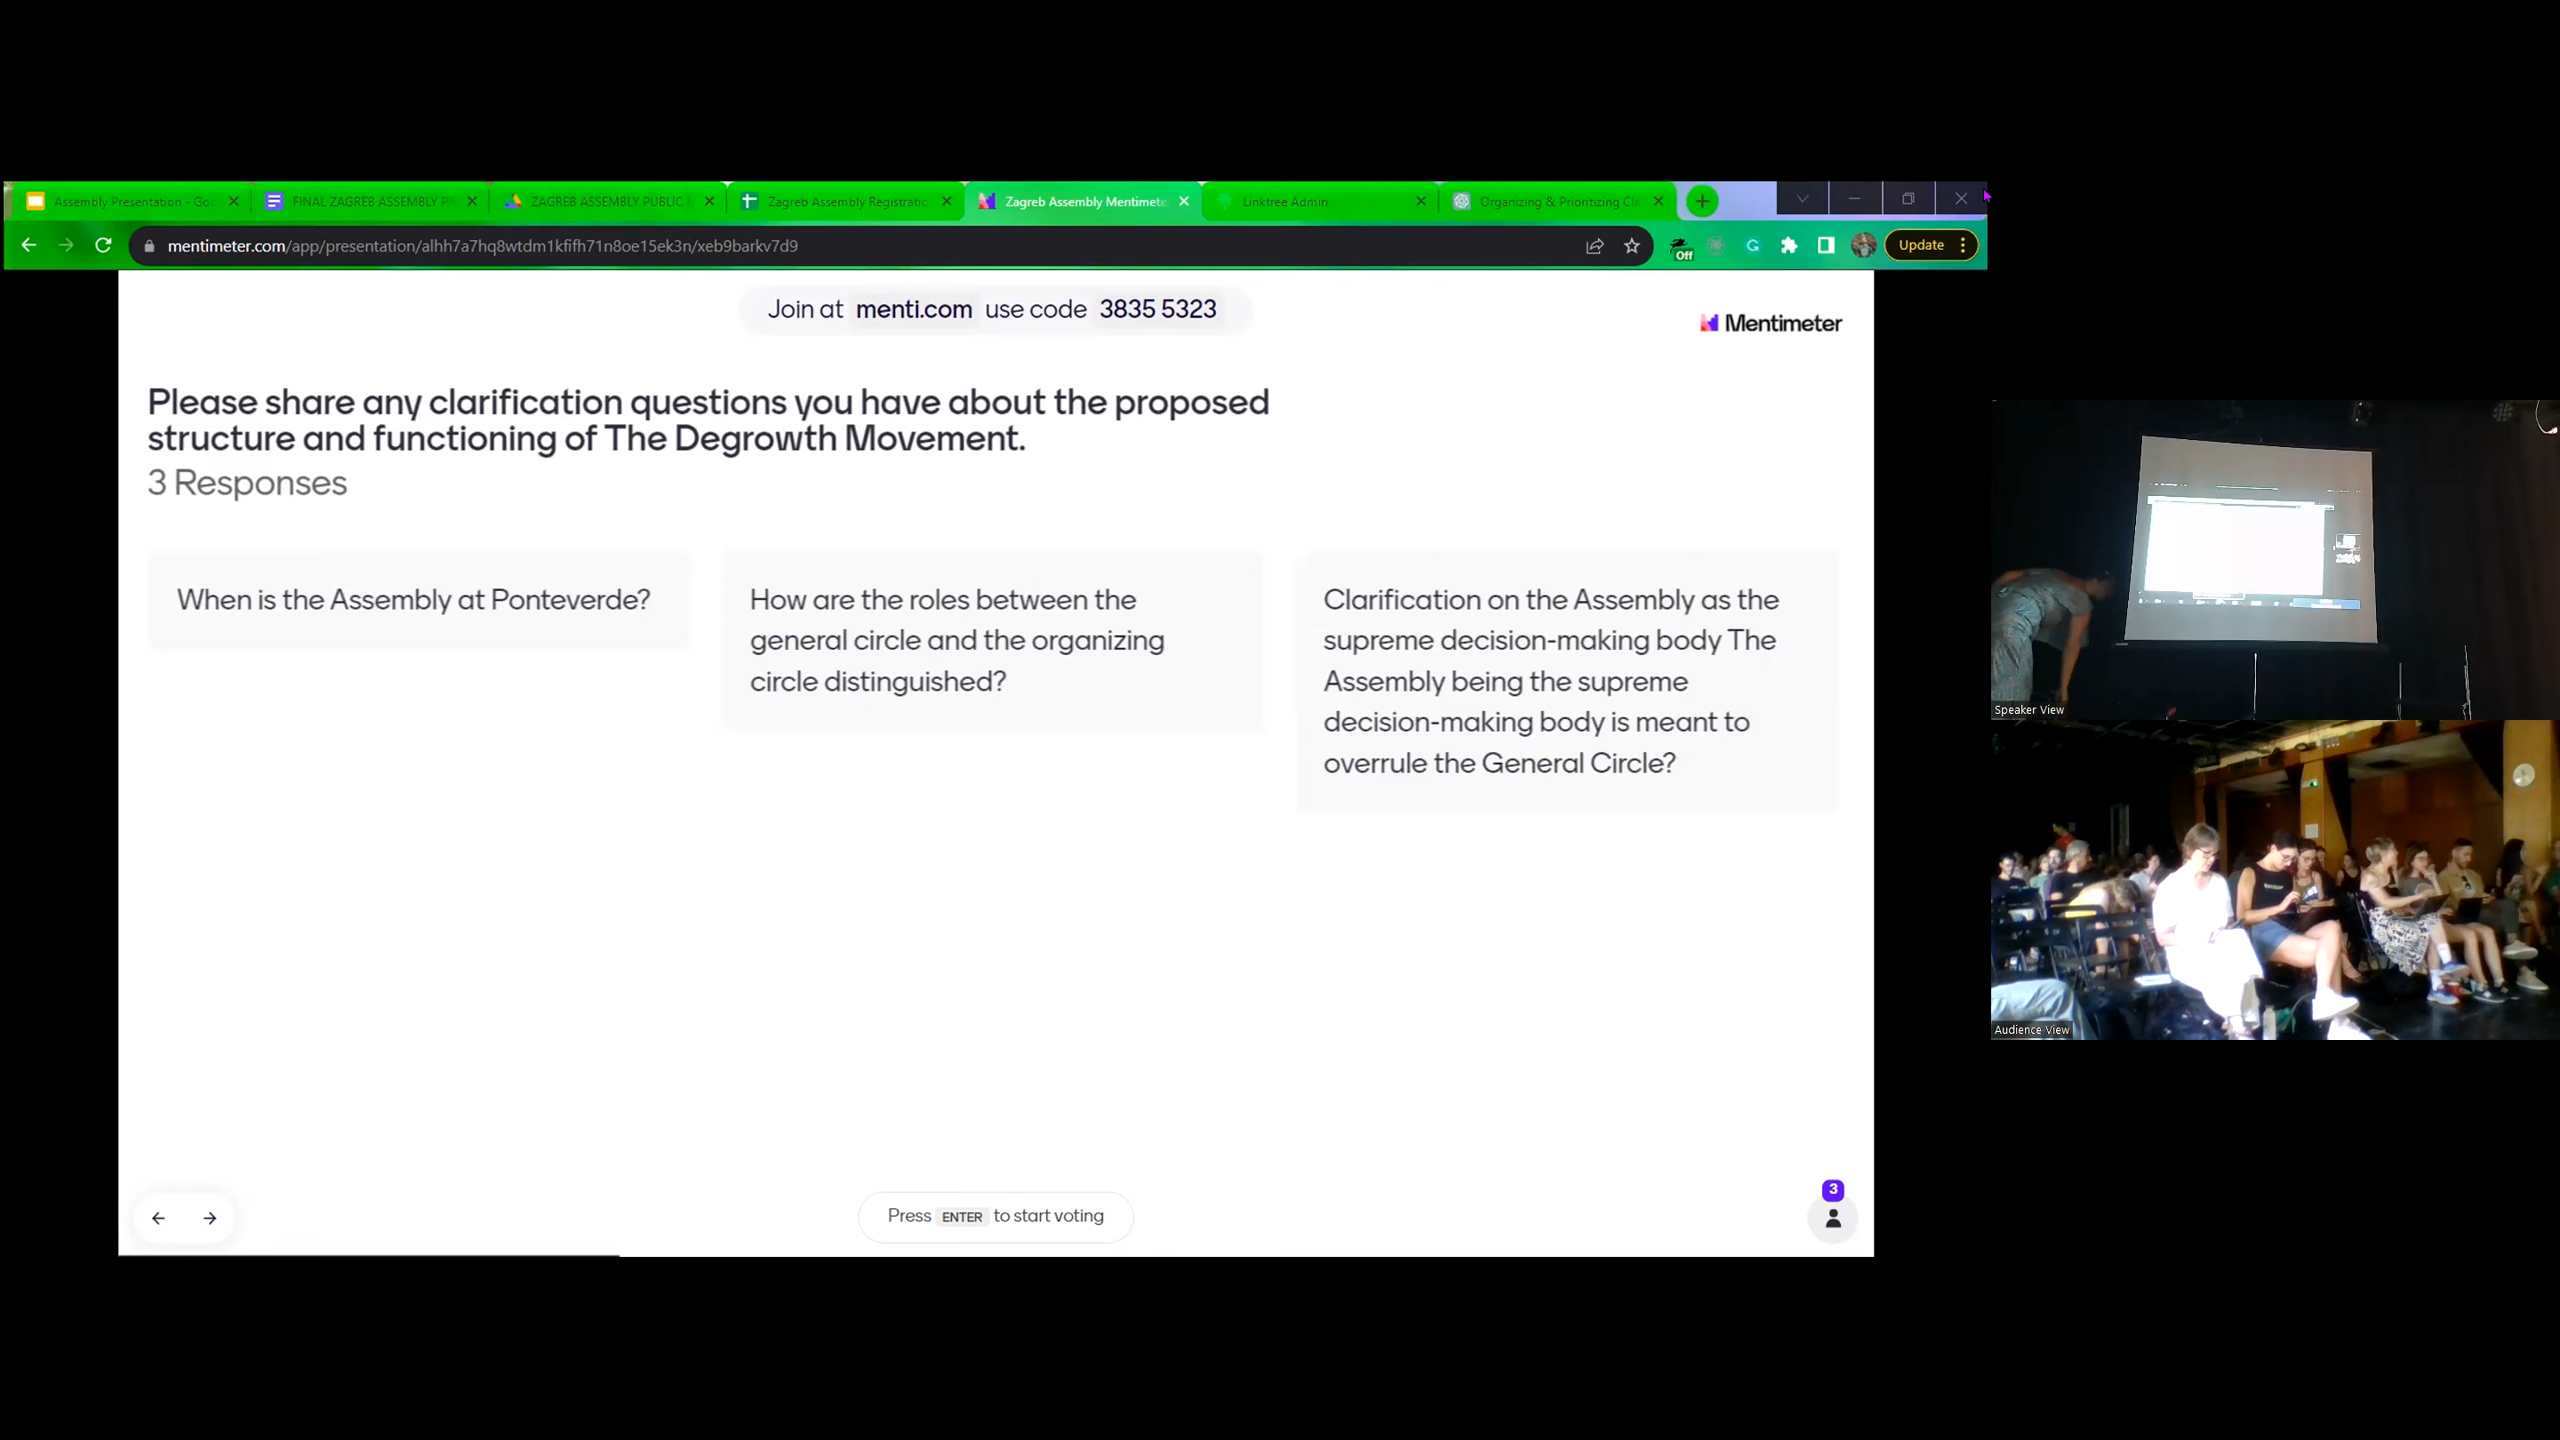 Assembly Presentation - Goo
FINAL ZAGREB ASSEMBLY P
ZAGREB ASSEMBLY PUBLIC
Zagreb Assembly Registratio
Zagreb Assembly Mentimete
Linktree Admin
Organizing & Prioritizing Cla
mentimeter.com/app/presentation/alhh7a7hq8wtdm1kfifh71n8oe15ek3n/xeb9barkv7d9
Off
Update
Join at menti.com use code 3835 5323
Mentimeter
Please share any clarification questions you have about the proposed
structure and functioning of The Degrowth Movement.
3 Responses
When is the Assembly at Ponteverde?
How are the roles between the
general circle and the organizing
circle distinguished?
Clarification on the Assembly as the
supreme decision-making body The
Assembly being the supreme
decision-making body is meant to
overrule the General Circle?
Press ENTER to start voting
3
Speaker View
Audience View